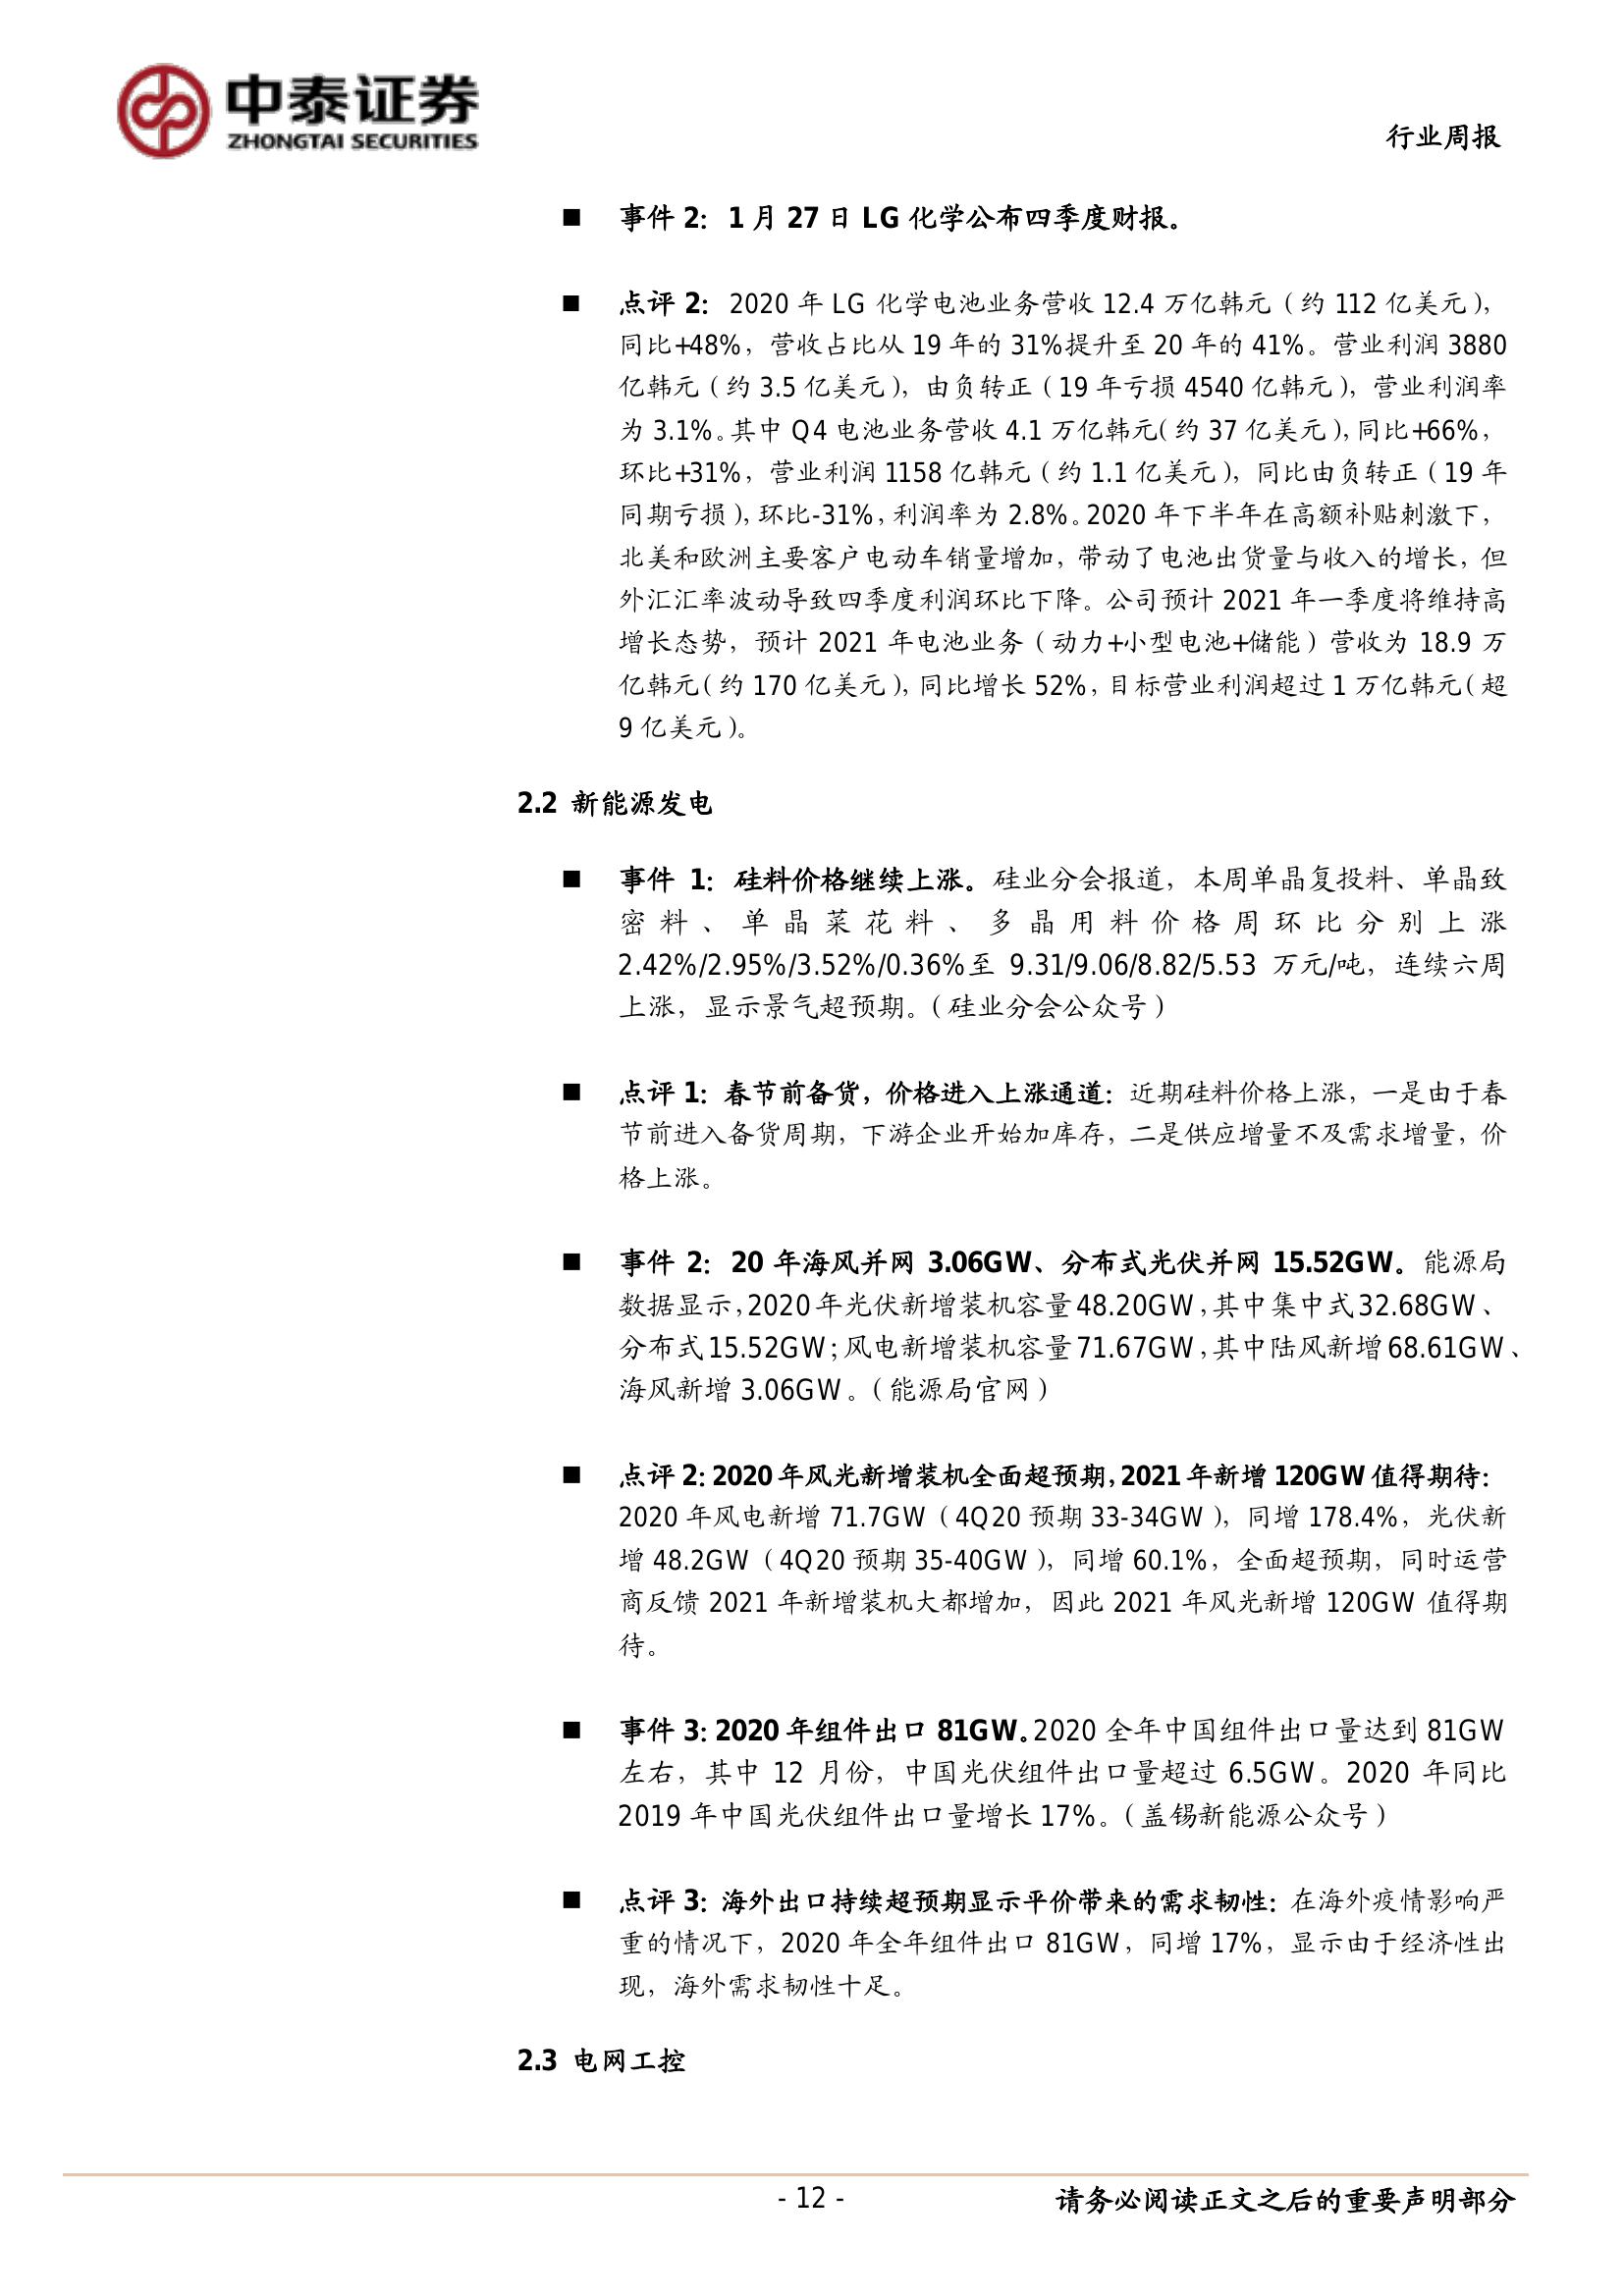 中泰证券
ZHONGTAI SECURITIES
行业周报
■ 事件 2：1 月 27 日 LG 化学公布四季度财报。
■ 点评 2：2020 年 LG 化学电池业务营收 12.4 万亿韩元（约 112 亿美元），
同比+48%，营收占比从 19 年的 31%提升至 20 年的 41%。营业利润 3880
亿韩元（约 3.5 亿美元），由负转正（19 年亏损 4540 亿韩元），营业利润率
为 3.1%。其中 Q4 电池业务营收 4.1 万亿韩元（约 37 亿美元），同比+66%，
环比+31%，营业利润 1158 亿韩元（约 1.1 亿美元），同比由负转正（19 年
同期亏损），环比-31%，利润率为 2.8%。2020 年下半年在高额补贴刺激下，
北美和欧洲主要客户电动车销量增加，带动了电池出货量与收入的增长，但
外汇汇率波动导致四季度利润环比下降。公司预计 2021 年一季度将维持高
增长态势，预计 2021 年电池业务（动力+小型电池+储能）营收为 18.9 万
亿韩元（约 170 亿美元），同比增长 52%，目标营业利润超过 1 万亿韩元（超
9 亿美元）。
2.2 新能源发电
■ 事件 1：硅料价格继续上涨。硅业分会报道，本周单晶复投料、单晶致
密料、单晶菜花料、多晶用料价格周环比分别上涨
2.42%/2.95%/3.52%/0.36%至 9.31/9.06/8.82/5.53 万元/吨，连续六周
上涨，显示景气超预期。（硅业分会公众号）
■ 点评 1：春节前备货，价格进入上涨通道：近期硅料价格上涨，一是由于春
节前进入备货周期，下游企业开始加库存，二是供应增量不及需求增量，价
格上涨。
■ 事件 2：20 年海风并网 3.06GW、分布式光伏并网 15.52GW。能源局
数据显示，2020 年光伏新增装机容量 48.20GW，其中集中式 32.68GW、
分布式 15.52GW；风电新增装机容量 71.67GW，其中陆风新增 68.61GW、
海风新增 3.06GW。（能源局官网）
■ 点评 2：2020 年风光新增装机全面超预期，2021 年新增 120GW 值得期待：
2020 年风电新增 71.7GW（4Q20 预期 33-34GW），同增 178.4%，光伏新
增 48.2GW（4Q20 预期 35-40GW），同增 60.1%，全面超预期，同时运营
商反馈 2021 年新增装机大都增加，因此 2021 年风光新增 120GW 值得期
待。
■ 事件 3：2020 年组件出口 81GW。2020 全年中国组件出口量达到 81GW
左右，其中 12 月份，中国光伏组件出口量超过 6.5GW。2020 年同比
2019 年中国光伏组件出口量增长 17%。（盖锡新能源公众号）
■ 点评 3：海外出口持续超预期显示平价带来的需求韧性：在海外疫情影响严
重的情况下，2020 年全年组件出口 81GW，同增 17%，显示由于经济性出
现，海外需求韧性十足。
2.3 电网工控
- 12 -
请务必阅读正文之后的重要声明部分